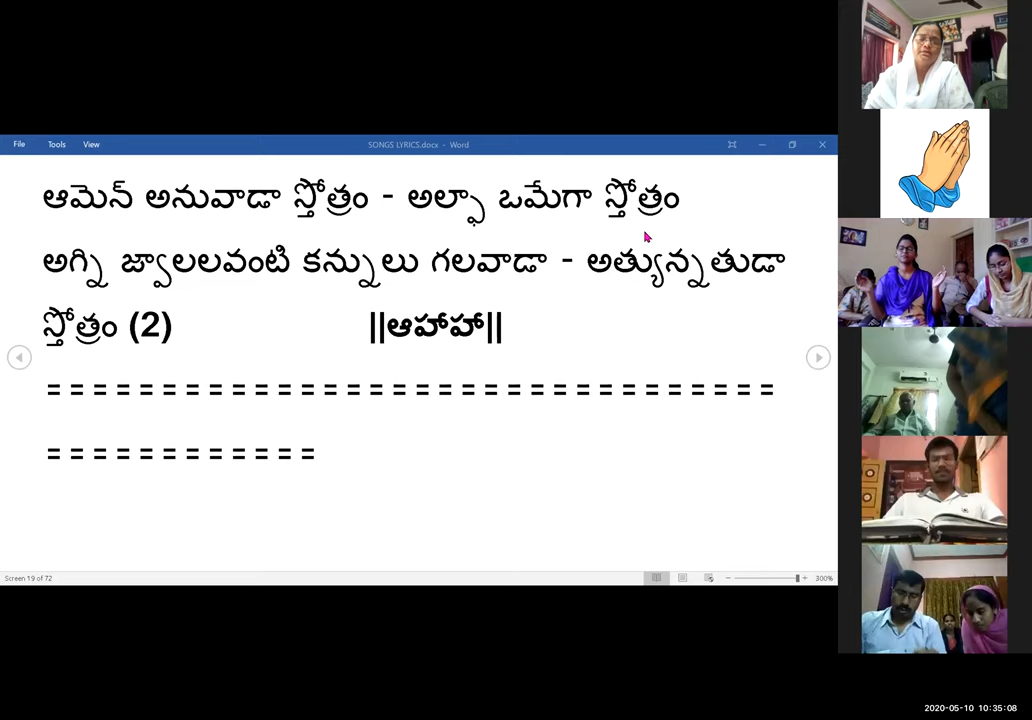 File Tools View SONGS LYRICS.docx - Word
ఆమెన్ అనువాడా స్తోత్రం - అల్ఫా ఒమేగా స్తోత్రం
అగ్ని జ్వాలలవంటి కన్నులు గలవాడా - అత్యున్నతుడా
స్తోత్రం (2) ||ఆహాహా||
= = = = = = = = = = = = = = = = = = = = = = = = = = = = = = = =
= = = = = = = = = = = =
Screen 19 of 72 300%
2020-05-10 10:35:08